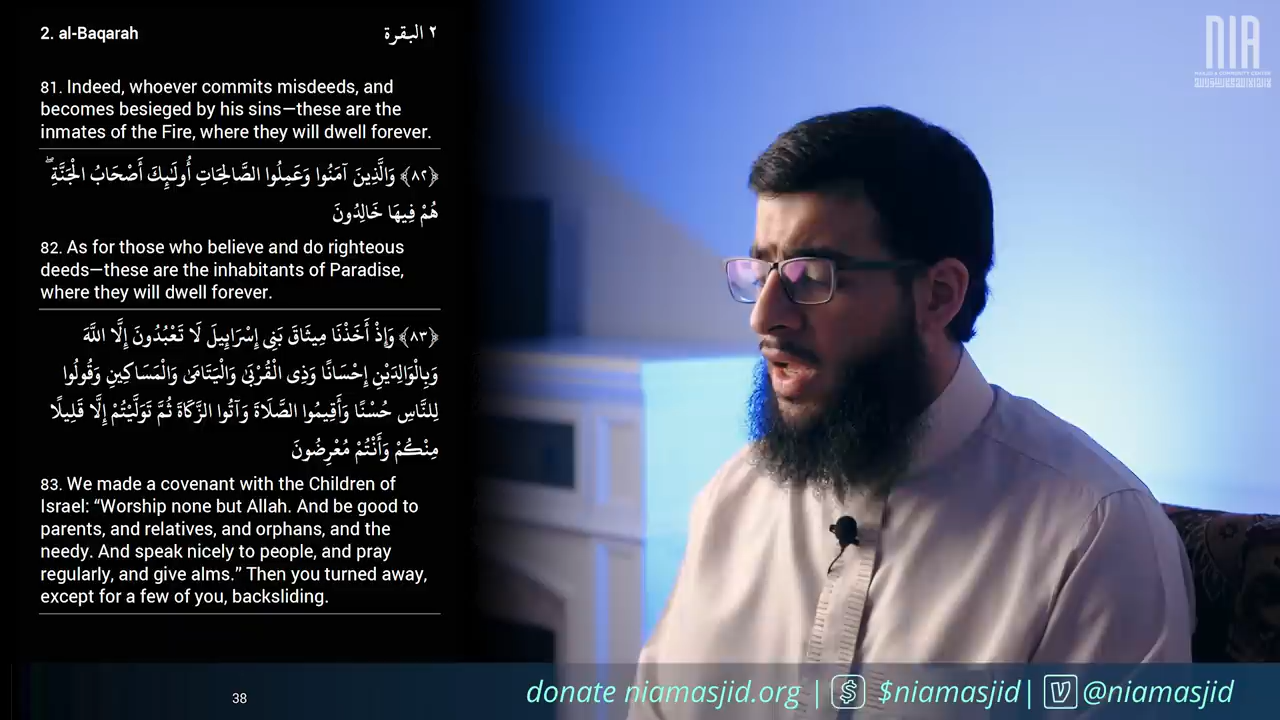 2. al-Baqarah
٢ البقرة
81. Indeed, whoever commits misdeeds, and
becomes besieged by his sins—these are the
inmates of the Fire, where they will dwell forever.
﴿٨٢﴾ وَالَّذِينَ آمَنُوا وَعَمِلُوا الصَّالِحَاتِ أُولَـٰئِكَ أَصْحَابُ الْجَنَّةِ ۖ
هُمْ فِيهَا خَالِدُونَ
82. As for those who believe and do righteous
deeds—these are the inhabitants of Paradise,
where they will dwell forever.
﴿٨٣﴾ وَإِذْ أَخَذْنَا مِيثَاقَ بَنِي إِسْرَائِيلَ لَا تَعْبُدُونَ إِلَّا اللَّهَ
وَبِالْوَالِدَيْنِ إِحْسَانًا وَذِي الْقُرْبَىٰ وَالْيَتَامَىٰ وَالْمَسَاكِينِ وَقُولُوا
لِلنَّاسِ حُسْنًا وَأَقِيمُوا الصَّلَاةَ وَآتُوا الزَّكَاةَ ثُمَّ تَوَلَّيْتُمْ إِلَّا قَلِيلًا
مِنْكُمْ وَأَنْتُمْ مُعْرِضُونَ
83. We made a covenant with the Children of
Israel: “Worship none but Allah. And be good to
parents, and relatives, and orphans, and the
needy. And speak nicely to people, and pray
regularly, and give alms.” Then you turned away,
except for a few of you, backsliding.
38
NIA
MASJID & COMMUNITY CENTER
donate niamasjid.org | $ $niamasjid | V @niamasjid